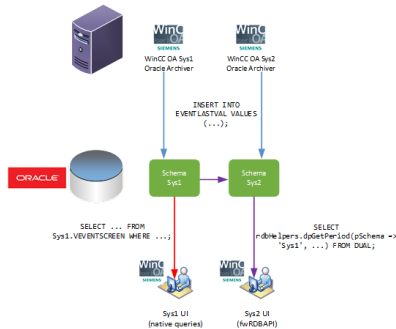 WinCC OA
SIEMENS
WinCC OA Sys1
Oracle Archiver
WinCC OA
SIEMENS
WinCC OA Sys2
Oracle Archiver
INSERT INTO
EVENTLASTVAL VALUES
(...);
ORACLE
Schema
Sys1
Schema
Sys2
SELECT ... FROM
Sys1.VEVENTSCREEN WHERE ...;
SELECT
rdbHelpers.dpGetPeriod(pSchema =>
'Sys1', ...) FROM DUAL;
WinCC
OA
SIEMENS
Sys1 UI
(native queries)
WinCC
OA
SIEMENS
Sys2 UI
(fwRDBAPI)